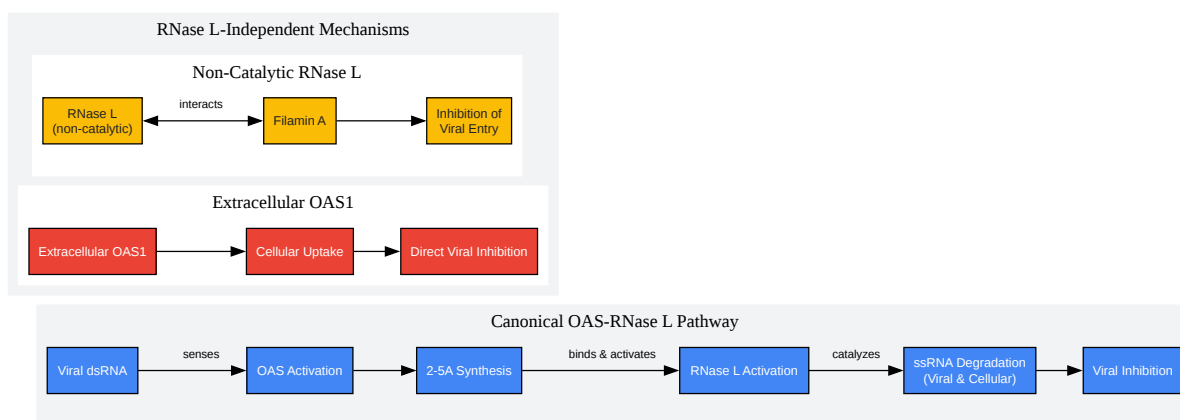 RNase L-Independent Mechanisms
Non-Catalytic RNase L
RNase L
(non-catalytic)
interacts
Filamin A
Inhibition of
Viral Entry
Extracellular OAS1
Extracellular OAS1
Cellular Uptake
Direct Viral Inhibition
Canonical OAS-RNase L Pathway
Viral dsRNA
senses
OAS Activation
2-5A Synthesis
binds & activates
RNase L Activation
catalyzes
ssRNA Degradation
(Viral & Cellular)
Viral Inhibition